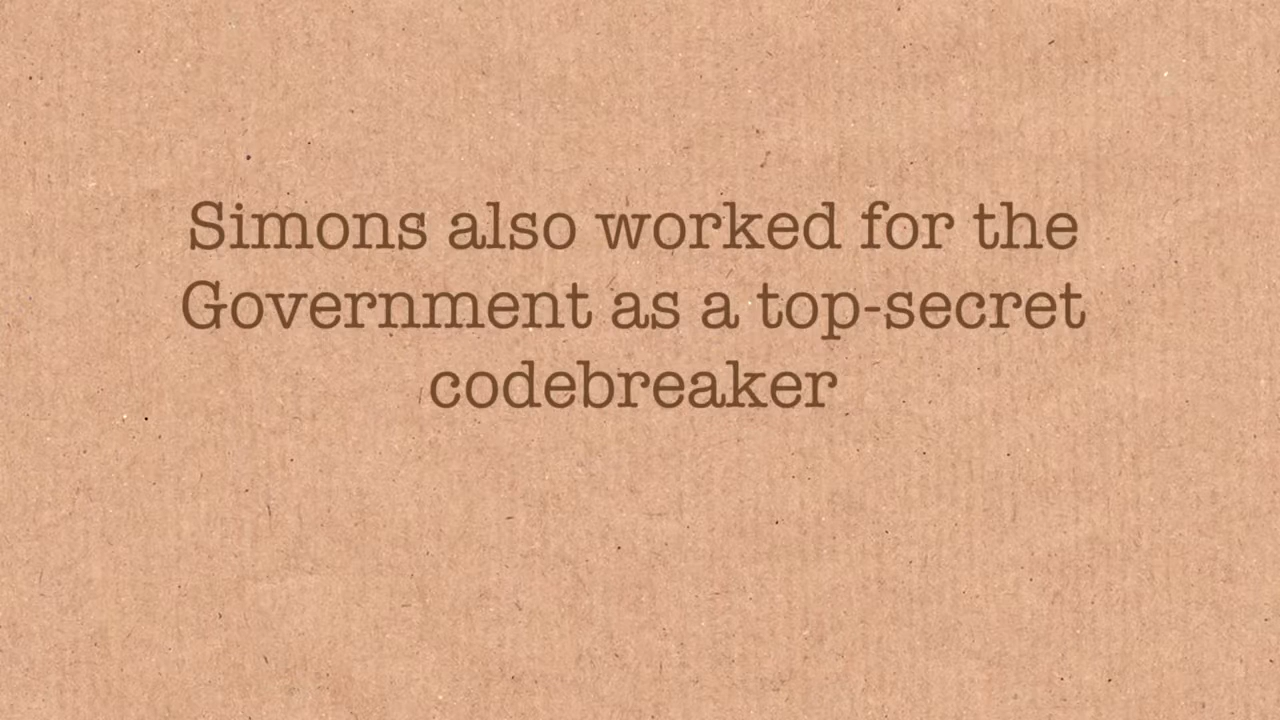 Simons also worked for the
Government as a top-secret
codebreaker